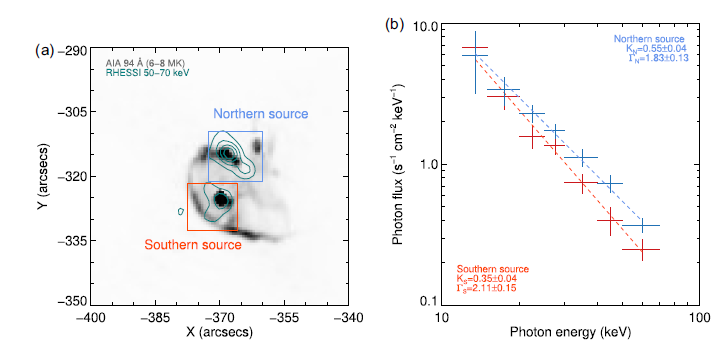 (a)
AIA 94 Å (6−8 MK)
RHESSI 50−70 keV
Northern source
Southern source
−290
−305
−320
−335
−350
Y (arcsecs)
−400
−385
−370
−355
−340
X (arcsecs)
(b)
Northern source
K_N=0.55±0.04
Γ_N=1.83±0.13
Southern source
K_S=0.35±0.04
Γ_S=2.11±0.15
10.0
1.0
0.1
Photon flux (s⁻¹ cm⁻² keV⁻¹)
10
100
Photon energy (keV)